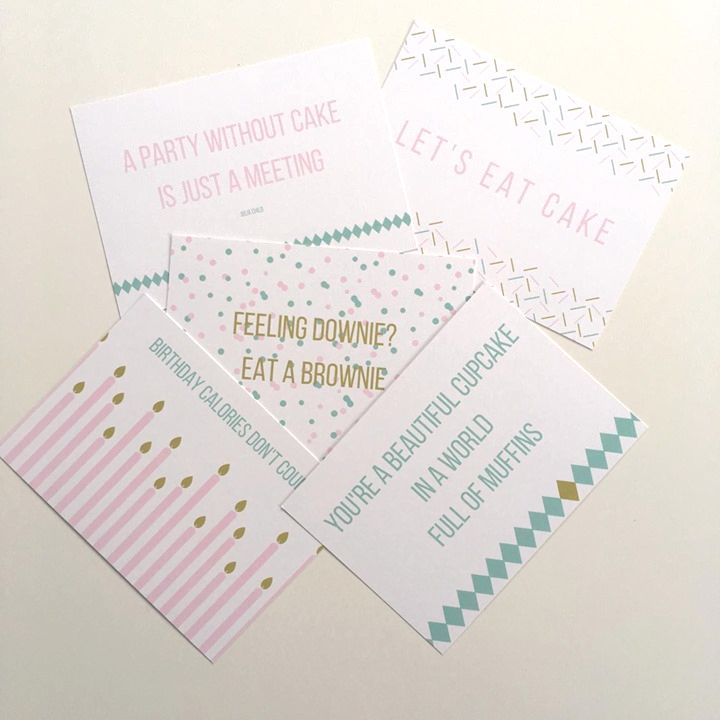 A PARTY WITHOUT CAKE
IS JUST A MEETING
JULIA CHILD
LET'S EAT CAKE
FEELING DOWNIE?
EAT A BROWNIE
BIRTHDAY CALORIES DON'T COU
YOU'RE A BEAUTIFUL CUPCAKE
IN A WORLD
FULL OF MUFFINS